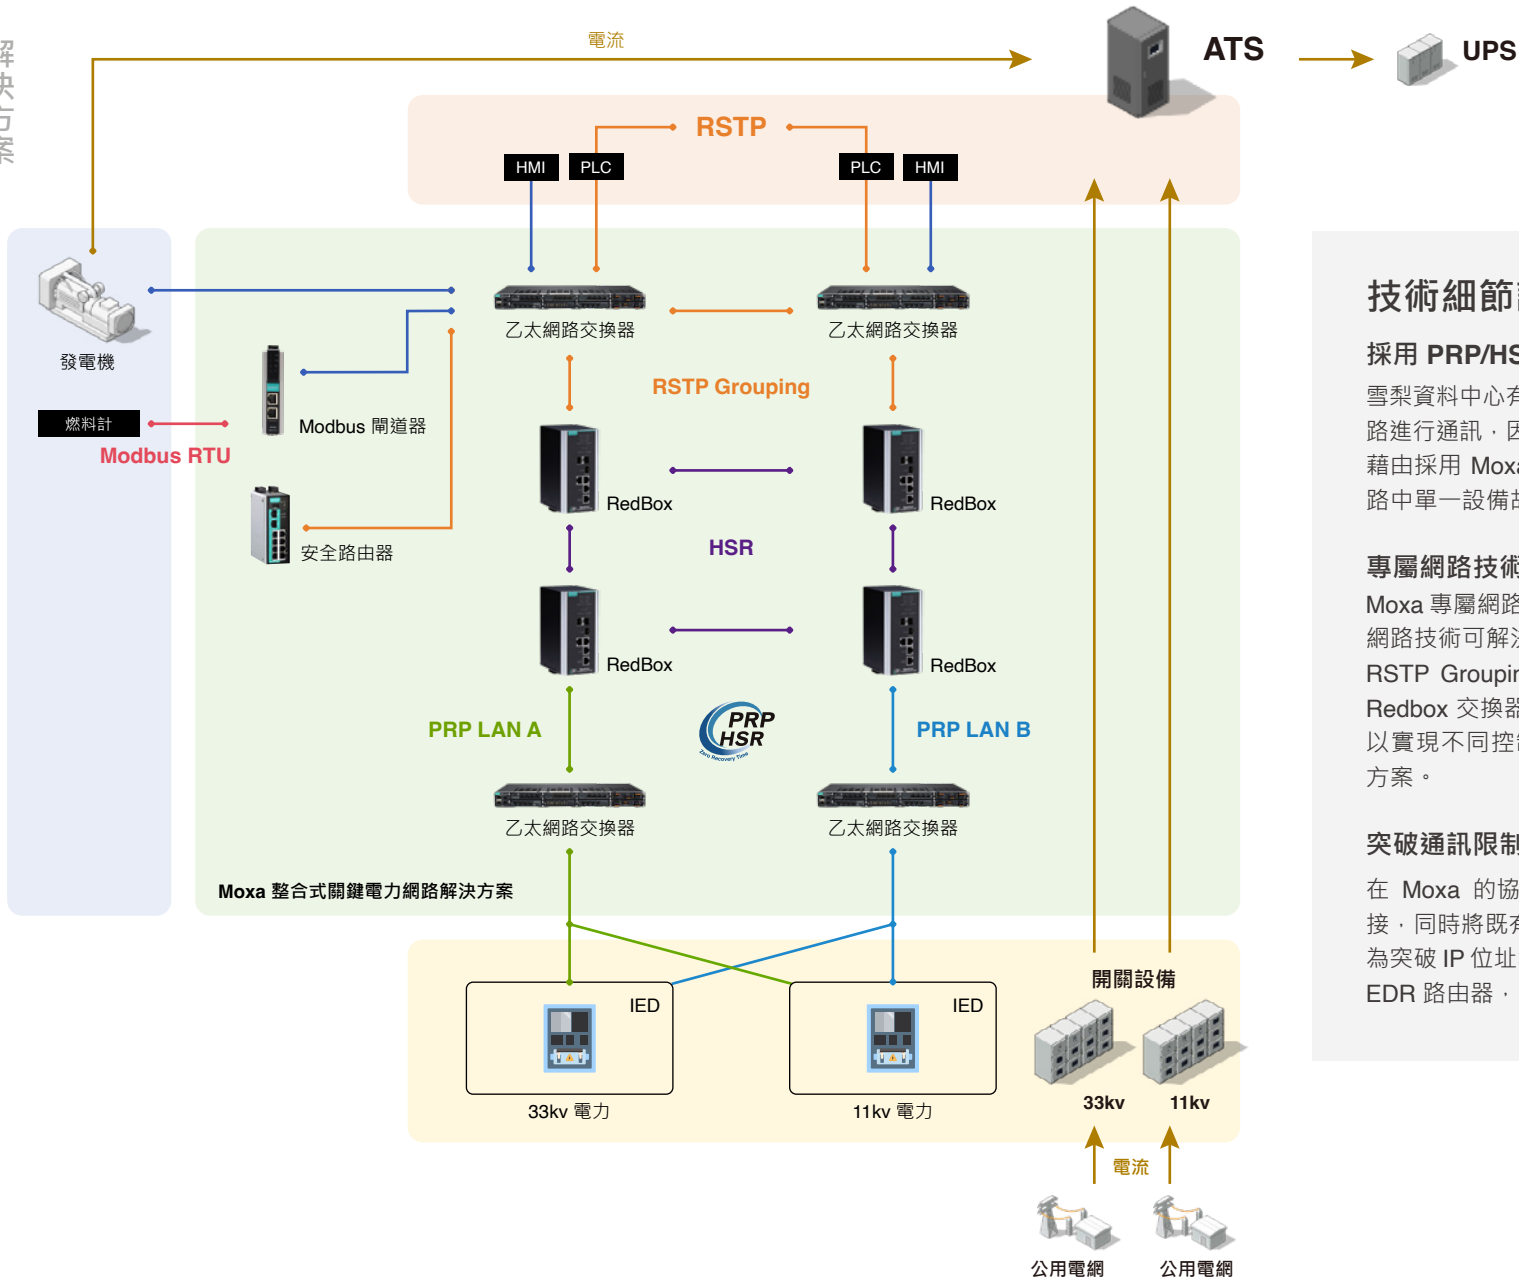 解決方案
電流
ATS
UPS
RSTP
HMI
PLC
PLC
HMI
乙太網路交換器
乙太網路交換器
發電機
RSTP Grouping
燃料計
Modbus RTU
Modbus 閘道器
安全路由器
RedBox
RedBox
HSR
RedBox
RedBox
PRP LAN A
PRP
HSR
Zero Recovery Time
PRP LAN B
乙太網路交換器
乙太網路交換器
Moxa 整合式關鍵電力網路解決方案
IED
IED
33kv 電力
11kv 電力
開關設備
33kv
11kv
電流
公用電網
公用電網
技術細節
採用 PRP/HS
雪梨資料中心有
路進行通訊，因
藉由採用 Moxa
路中單一設備故
專屬網路技術
Moxa 專屬網路
網路技術可解決
RSTP Groupin
Redbox 交換器
以實現不同控制
方案。
突破通訊限制
在 Moxa 的協
接，同時將既有
為突破 IP 位址
EDR 路由器，